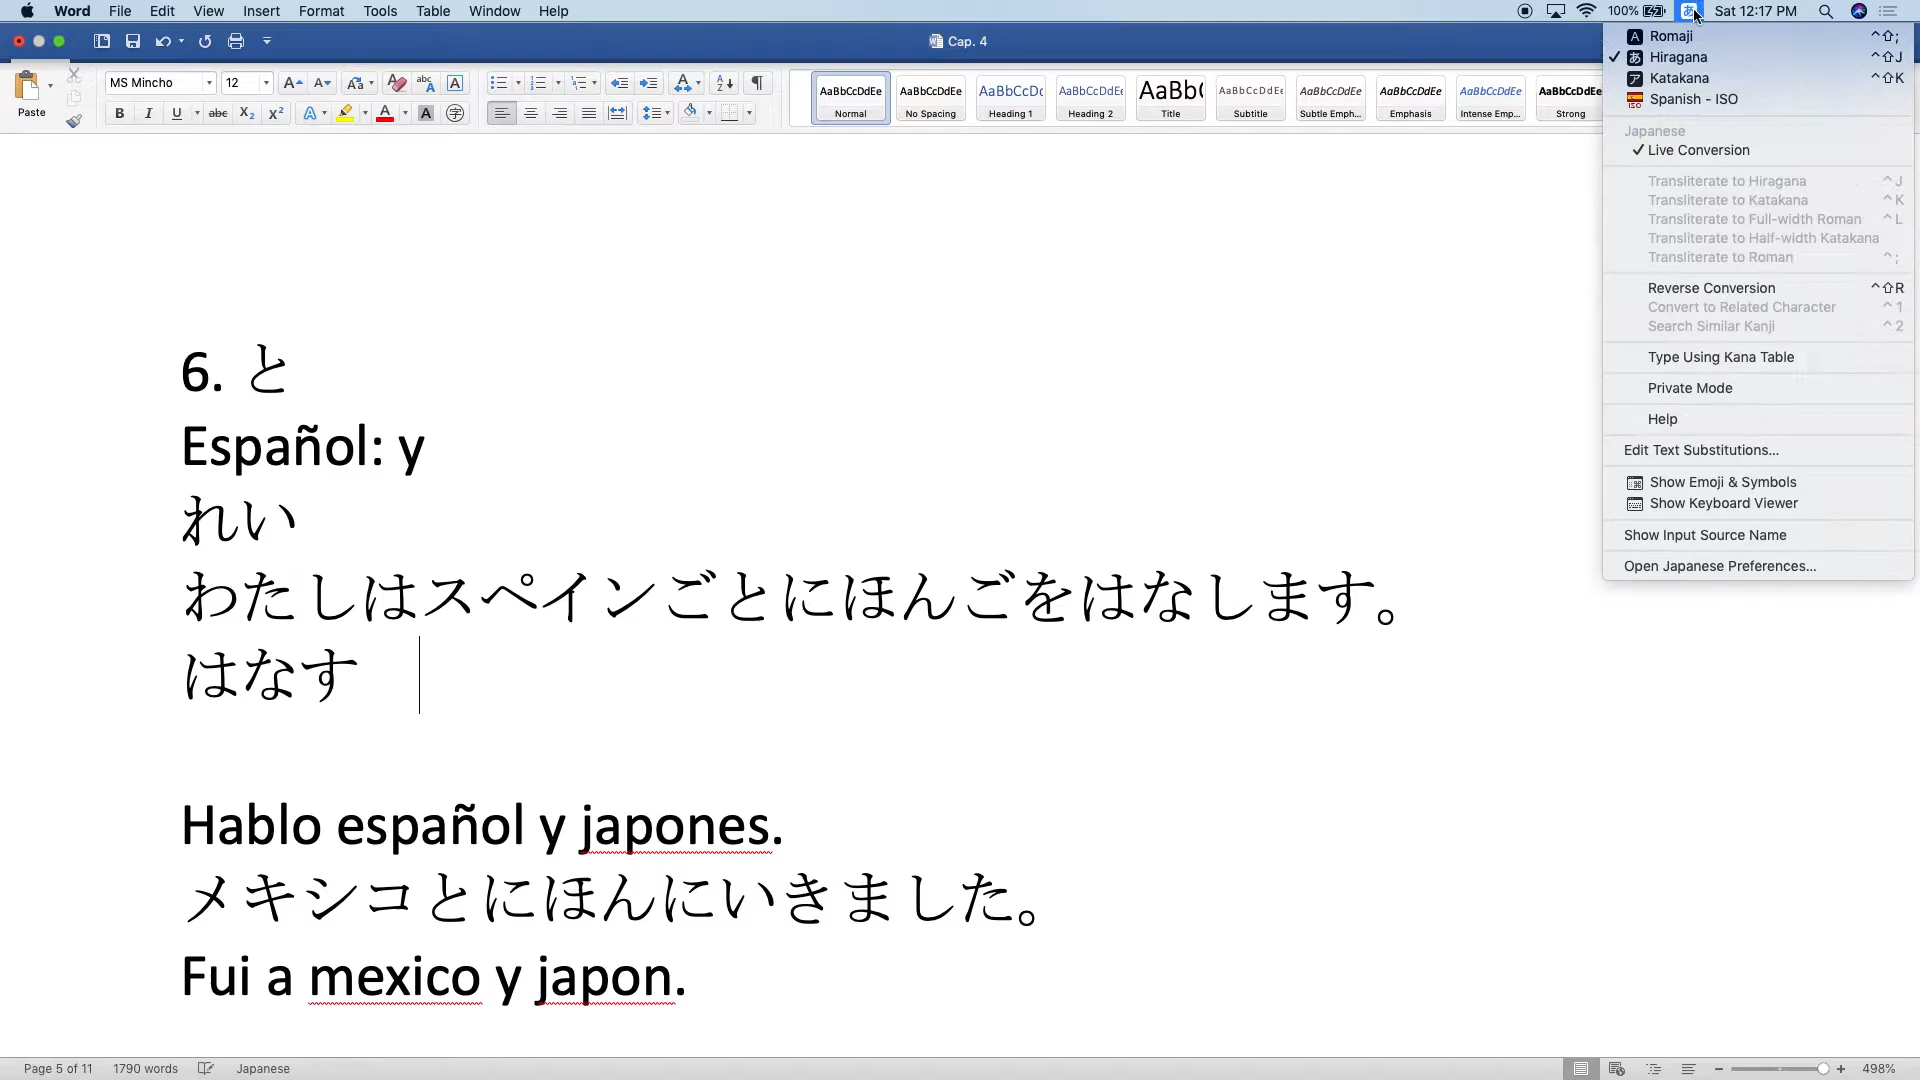 Word File Edit View Insert Format Tools Table Window Help 100% あ Sat 12:17 PM
Cap. 4
Paste MS Mincho 12
AaBbCcDdEe AaBbCcDdEe AaBbCcDc AaBbCcDdEe AaBb( AaBbCcDdEe AaBbCcDdEe AaBbCcDdEe AaBbCcDdEe AaBbCcDdEe
Normal No Spacing Heading 1 Heading 2 Title Subtitle Subtle Emph... Emphasis Intense Emp... Strong
A Romaji ^⇧;
✓ あ Hiragana ^⇧J
ア Katakana ^⇧K
ISO Spanish - ISO
Japanese
✓ Live Conversion
Transliterate to Hiragana ^J
Transliterate to Katakana ^K
Transliterate to Full-width Roman ^L
Transliterate to Half-width Katakana
Transliterate to Roman ^;
Reverse Conversion ^⇧R
Convert to Related Character ^1
Search Similar Kanji ^2
Type Using Kana Table
Private Mode
Help
Edit Text Substitutions...
Show Emoji & Symbols
Show Keyboard Viewer
Show Input Source Name
Open Japanese Preferences...
6. と
Español: y
れい
わたしはスペインごとにほんごをはなします。
はなす
Hablo español y japones.
メキシコとにほんにいきました。
Fui a mexico y japon.
Page 5 of 11 1790 words Japanese 498%